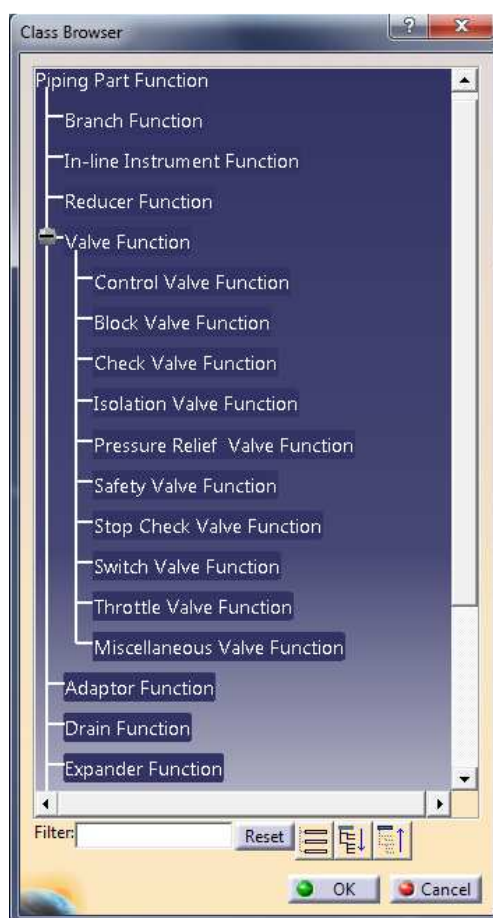 Class Browser
Piping Part Function
Branch Function
In-line Instrument Function
Reducer Function
Valve Function
Control Valve Function
Block Valve Function
Check Valve Function
Isolation Valve Function
Pressure Relief  Valve Function
Safety Valve Function
Stop Check Valve Function
Switch Valve Function
Throttle Valve Function
Miscellaneous Valve Function
Adaptor Function
Drain Function
Expander Function
Filter: Reset
OK Cancel